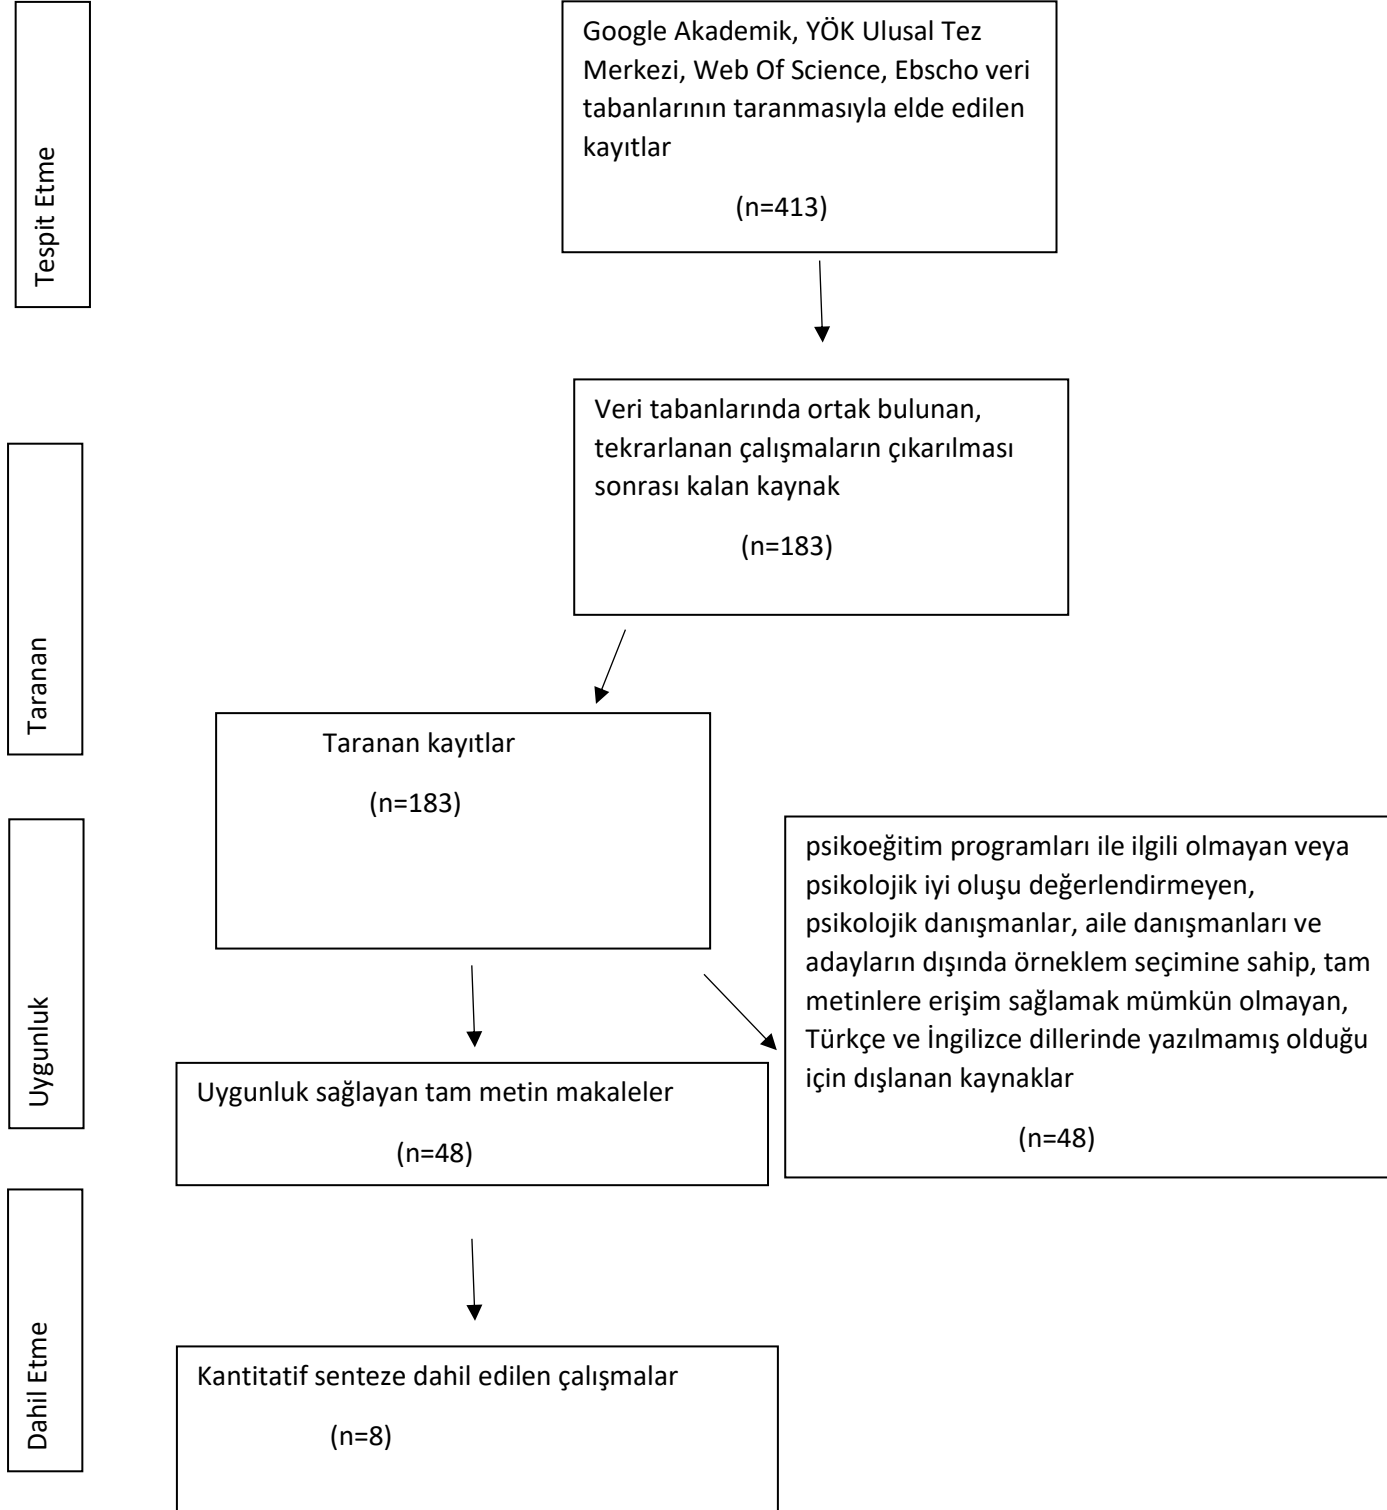 Tespit Etme
Google Akademik, YÖK Ulusal Tez
Merkezi, Web Of Science, Ebscho veri
tabanlarının taranmasıyla elde edilen
kayıtlar
(n=413)
Taranan
Veri tabanlarında ortak bulunan,
tekrarlanan çalışmaların çıkarılması
sonrası kalan kaynak
(n=183)
Taranan kayıtlar
(n=183)
Uygunluk
psikoeğitim programları ile ilgili olmayan veya
psikolojik iyi oluşu değerlendirmeyen,
psikolojik danışmanlar, aile danışmanları ve
adayların dışında örneklem seçimine sahip, tam
metinlere erişim sağlamak mümkün olmayan,
Türkçe ve İngilizce dillerinde yazılmamış olduğu
için dışlanan kaynaklar
(n=48)
Uygunluk sağlayan tam metin makaleler
(n=48)
Dahil Etme
Kantitatif senteze dahil edilen çalışmalar
(n=8)